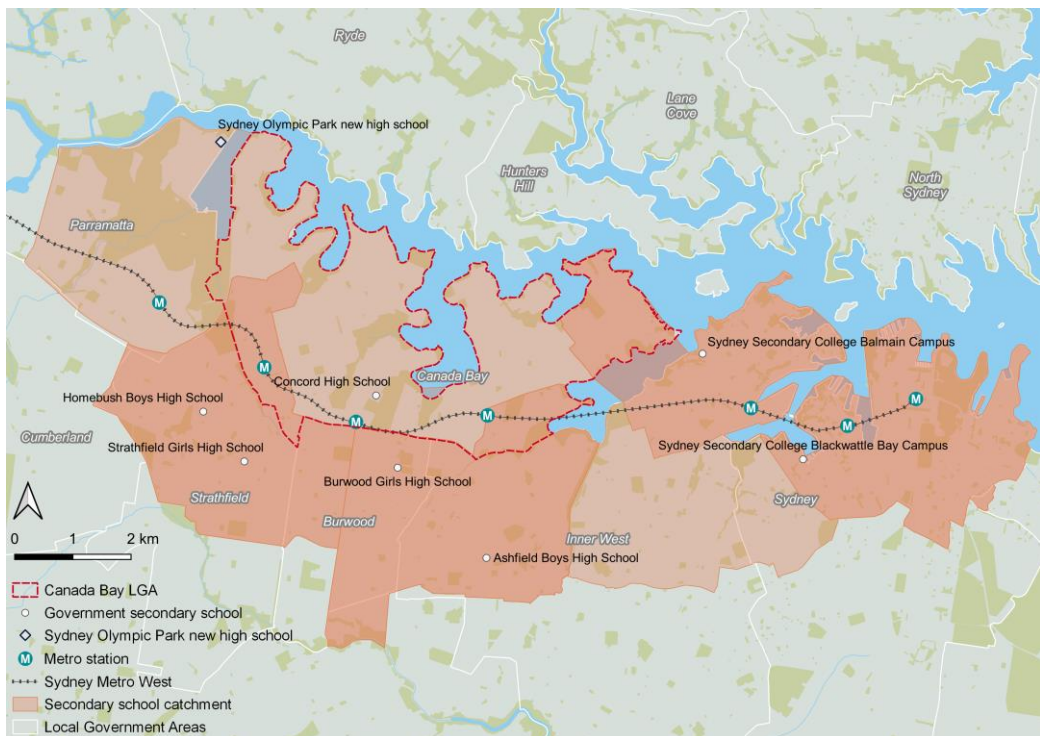 Ryde
Lane
Cove
Sydney Olympic Park new high school
Hunters
Hill
North
Sydney
Parramatta
M
Sydney Secondary College Balmain Campus
M
Concord High School
Canada Bay
Homebush Boys High School
M
M
M
M
M
Cumberland
Strathfield Girls High School
Sydney Secondary College Blackwattle Bay Campus
Burwood Girls High School
Strathfield
Sydney
Burwood
Inner West
Ashfield Boys High School
0 1 2 km
Canada Bay LGA
Government secondary school
Sydney Olympic Park new high school
M Metro station
Sydney Metro West
Secondary school catchment
Local Government Areas